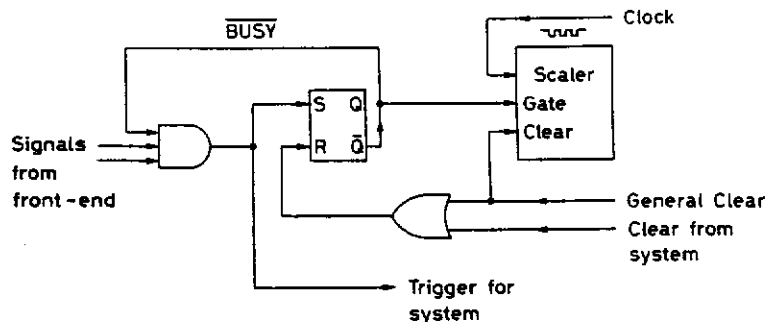 BUSY
Clock
Scaler
S Q
Gate
Clear
R Q̅
Signals
from
front-end
General Clear
Clear from
system
Trigger for
system